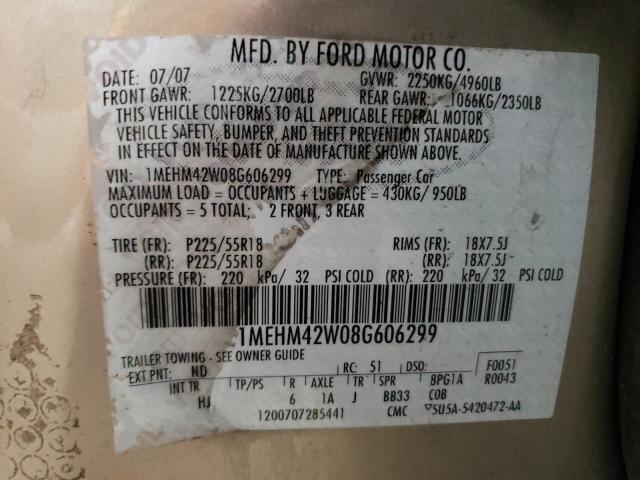 MFD. BY FORD MOTOR CO.
DATE: 07/07 GVWR: 2250KG/4960LB
FRONT GAWR: 1225KG/2700LB REAR GAWR: 1066KG/2350LB
THIS VEHICLE CONFORMS TO ALL APPLICABLE FEDERAL MOTOR
VEHICLE SAFETY, BUMPER, AND THEFT PREVENTION STANDARDS
IN EFFECT ON THE DATE OF MANUFACTURE SHOWN ABOVE.
VIN: 1MEHM42W08G606299 TYPE: Passenger Car
MAXIMUM LOAD = OCCUPANTS + LUGGAGE = 430KG/ 950LB
OCCUPANTS = 5 TOTAL; 2 FRONT, 3 REAR
TIRE (FR): P225/55R18 RIMS (FR): 18X7.5J
(RR): P225/55R18 (RR): 18X7.5J
PRESSURE (FR): 220 kPa/ 32 PSI COLD (RR): 220 kPa/ 32 PSI COLD
1MEHM42W08G606299
TRAILER TOWING - SEE OWNER GUIDE
EXT PNT: ND RC: 51 DSO: F0051
R0043
INT TR TP/PS R AXLE TR SPR BPG1A
HJ 6 1A J BB33 COB
1200707285441 CMC ▽5U5A-5420472-AA